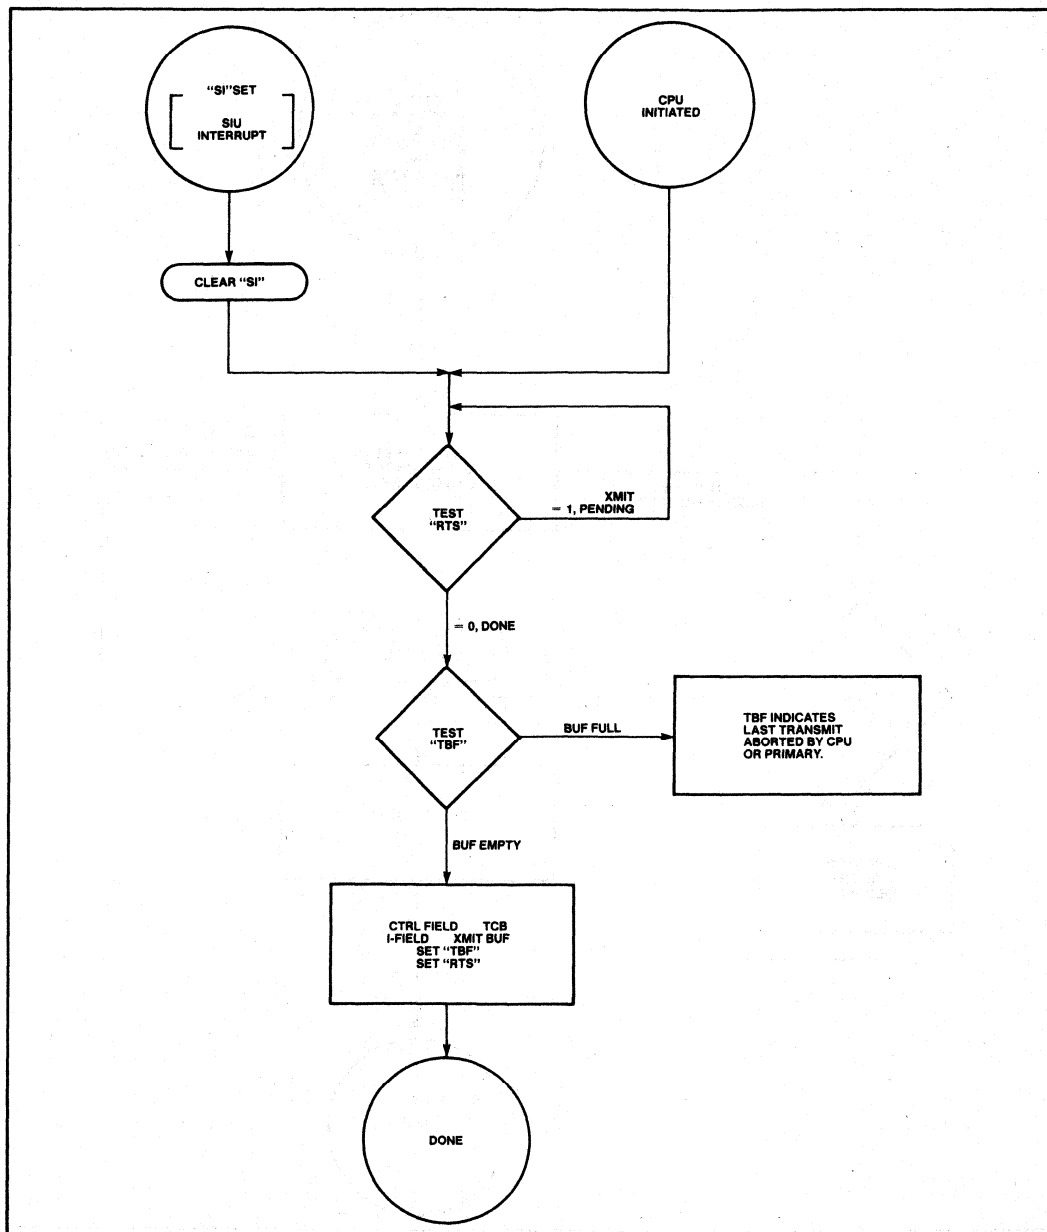 "SI"SET
SIU
INTERRUPT
CPU
INITIATED
CLEAR "SI"
TEST
"RTS"
XMIT
= 1, PENDING
= 0, DONE
TEST
"TBF"
BUF FULL
TBF INDICATES
LAST TRANSMIT
ABORTED BY CPU
OR PRIMARY.
BUF EMPTY
CTRL FIELD TCB
I-FIELD XMIT BUF
SET "TBF"
SET "RTS"
DONE